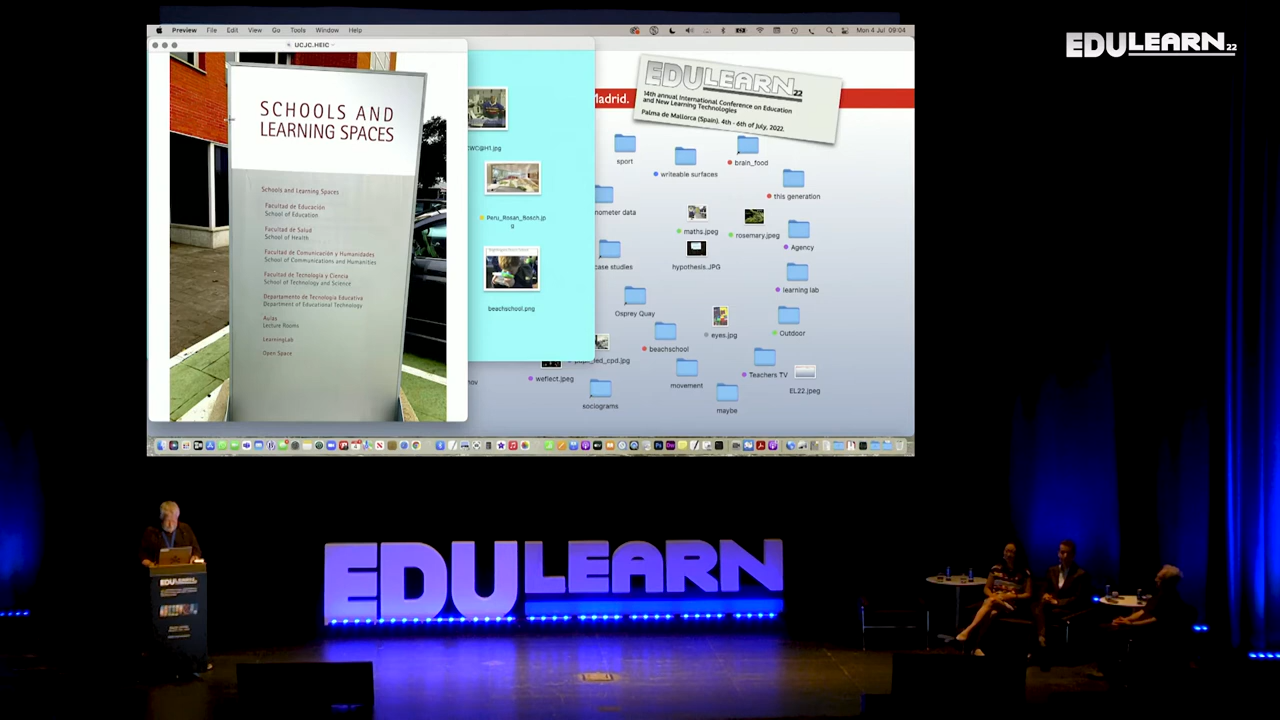 Preview File Edit View Go Tools Window Help
Mon 4 Jul 09:04
UCJC.HEIC
SCHOOLS AND
LEARNING SPACES
Schools and Learning Spaces
Facultad de Educación
School of Education
Facultad de Salud
School of Health
Facultad de Comunicación y Humanidades
School of Communications and Humanities
Facultad de Tecnología y Ciencia
School of Technology and Science
Departamento de Tecnología Educativa
Department of Educational Technology
Aulas
Lecture Rooms
LearningLab
Open Space
Peru_Rosan_Bosch.jp
g
beachschool.png
Madrid.
EDULEARN22
14th annual International Conference on Education
and New Learning Technologies
Palma de Mallorca (Spain). 4th - 6th of July, 2022.
sport
writeable surfaces
brain_food
this generation
nometer data
maths.jpeg
rosemary.jpeg
Agency
case studies
hypothesis.JPG
learning lab
Osprey Quay
eyes.jpg
Outdoor
beachschool
movement
Teachers TV
EL22.jpeg
weflect.jpeg
sociograms
maybe
EDULEARN22
EDULEARN
EDULEARN